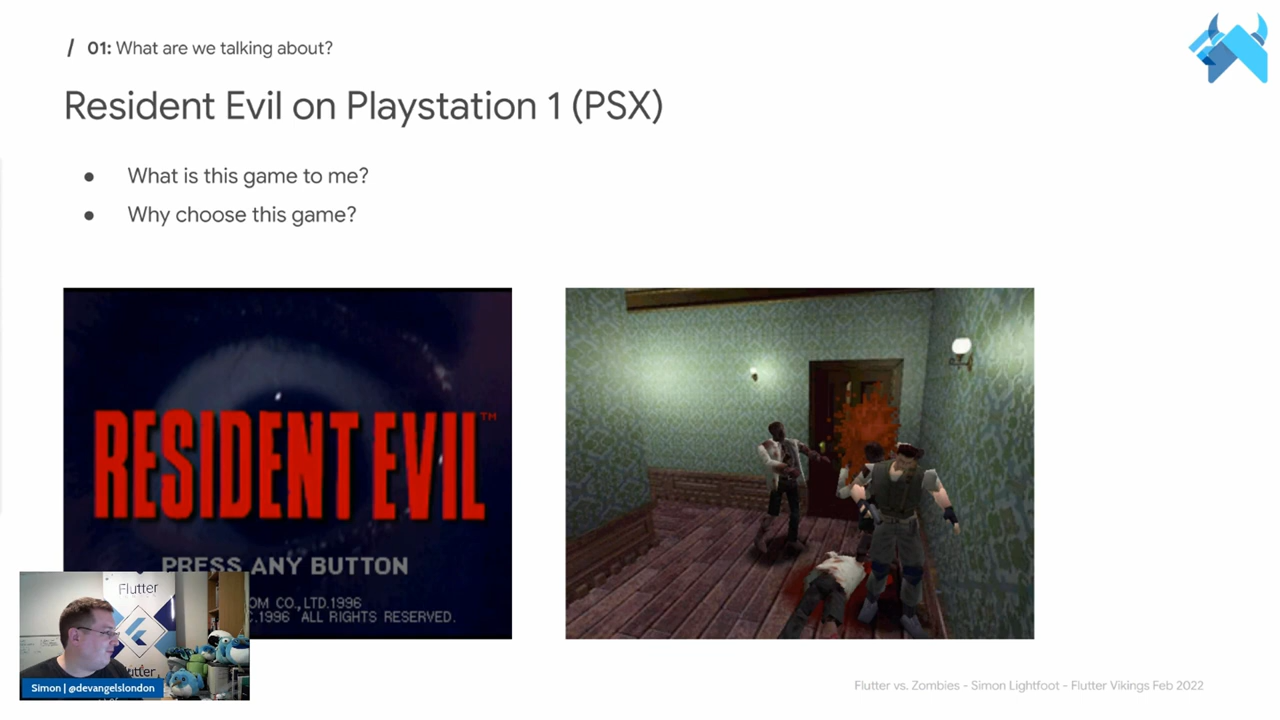 / 01: What are we talking about?
Resident Evil on Playstation 1 (PSX)
● What is this game to me?
● Why choose this game?
RESIDENT EVIL™
PRESS ANY BUTTON
OM CO.,LTD.1996
.1996 ALL RIGHTS RESERVED.
Flutter
utter
Simon | @devangelslondon
Flutter vs. Zombies - Simon Lightfoot - Flutter Vikings Feb 2022